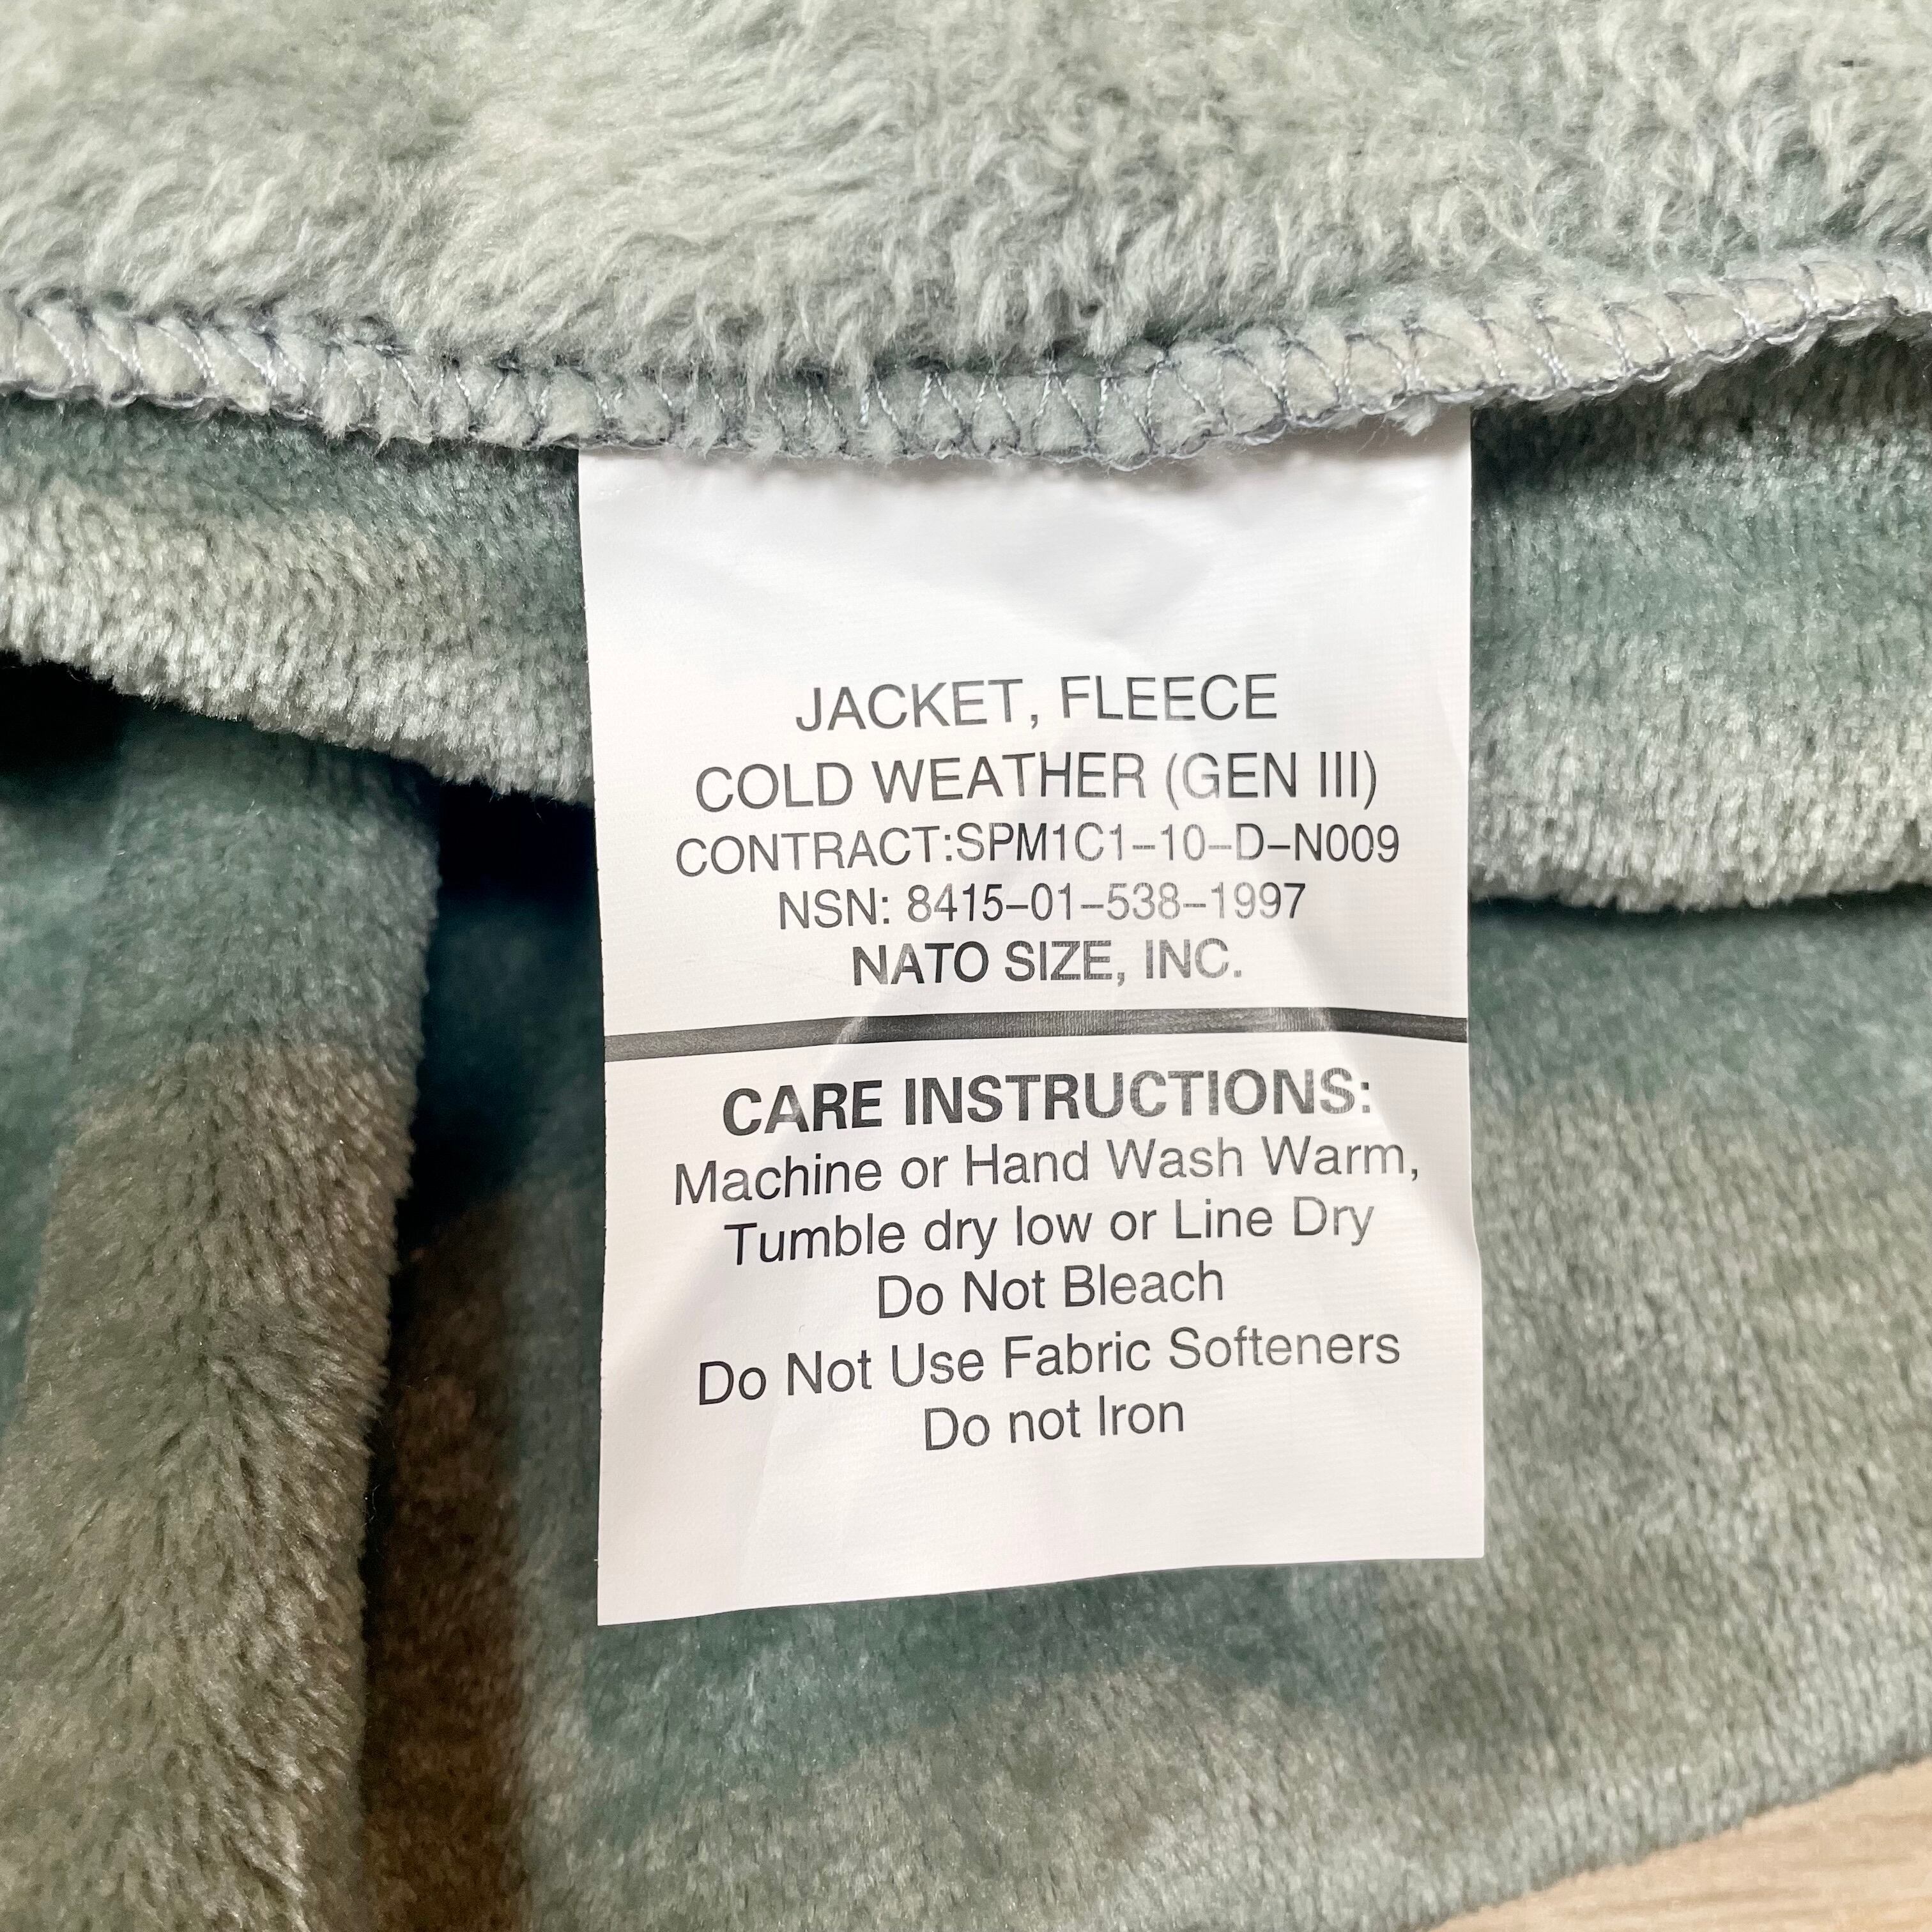 JACKET, FLEECE
COLD WEATHER (GEN III)
CONTRACT:SPM1C1-10-D-N009
NSN: 8415-01-538-1997
NATO SIZE, INC.
CARE INSTRUCTIONS:
Machine or Hand Wash Warm,
Tumble dry low or Line Dry
Do Not Bleach
Do Not Use Fabric Softeners
Do not Iron